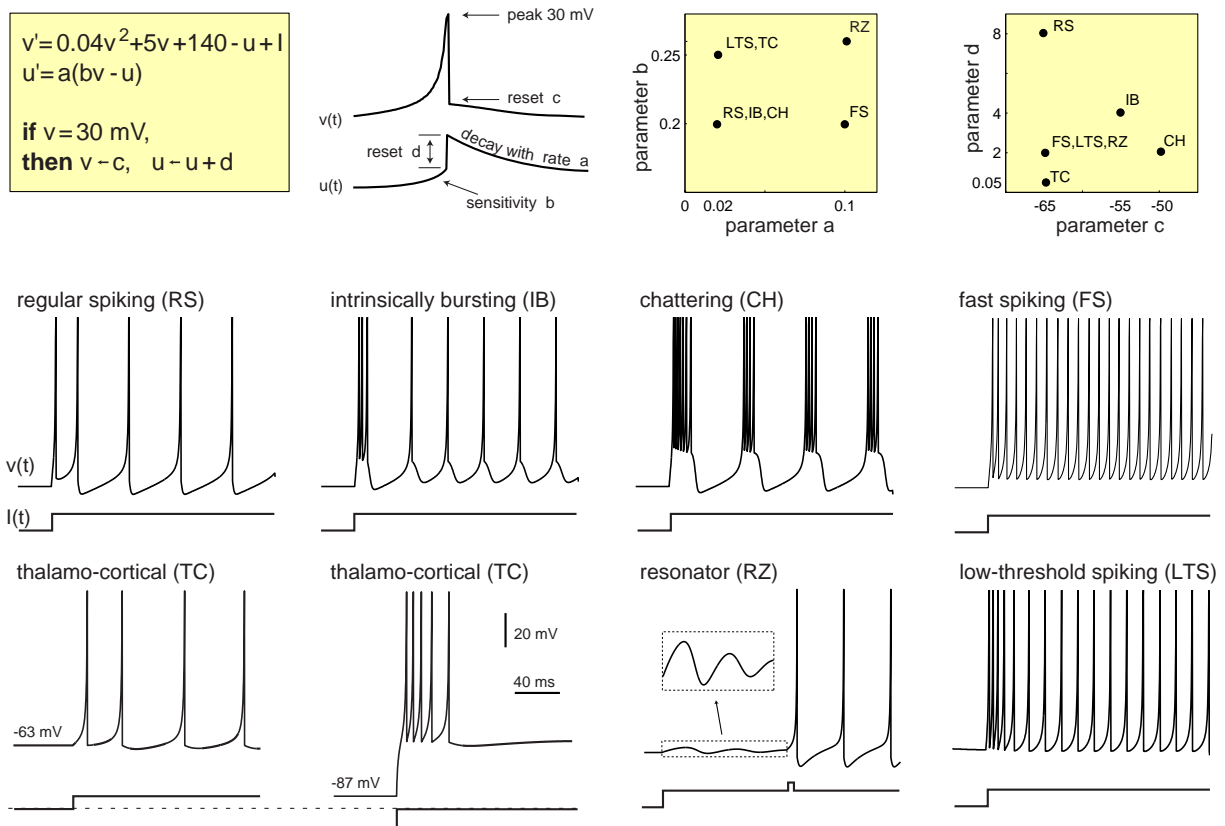 v'= 0.04v²+5v+140 - u+I
u'= a(bv - u)
if v= 30 mV,
then v←c, u←u+d
peak 30 mV
reset c
v(t)
reset d
decay with rate a
u(t)
sensitivity b
parameter b
0.25
0.2
LTS,TC
RZ
RS,IB,CH
FS
0
0.02
0.1
parameter a
parameter d
8
4
2
0.05
RS
IB
FS,LTS,RZ
CH
TC
-65
-55
-50
parameter c
regular spiking (RS)
intrinsically bursting (IB)
chattering (CH)
fast spiking (FS)
v(t)
I(t)
thalamo-cortical (TC)
thalamo-cortical (TC)
resonator (RZ)
low-threshold spiking (LTS)
20 mV
40 ms
-63 mV
-87 mV